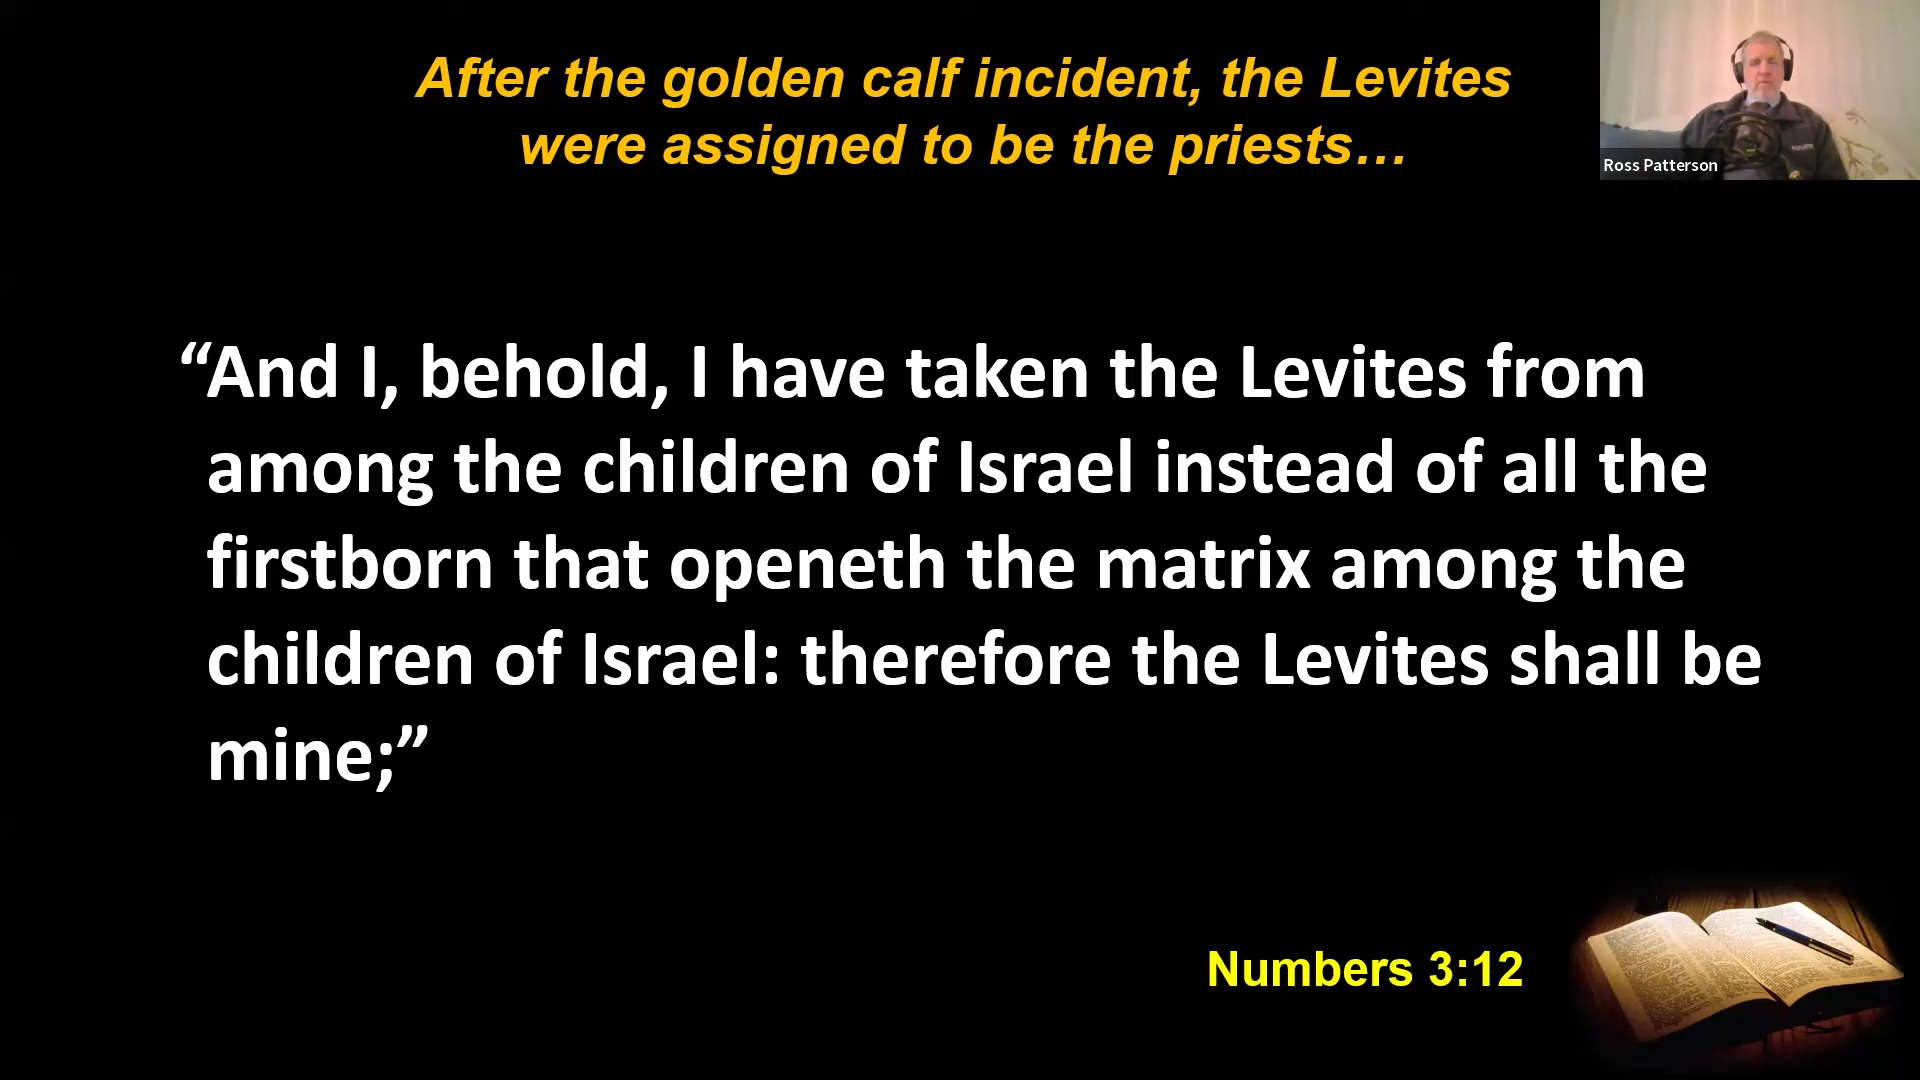 After the golden calf incident, the Levites
were assigned to be the priests…
Ross Patterson
“And I, behold, I have taken the Levites from
among the children of Israel instead of all the
firstborn that openeth the matrix among the
children of Israel: therefore the Levites shall be
mine;”
Numbers 3:12